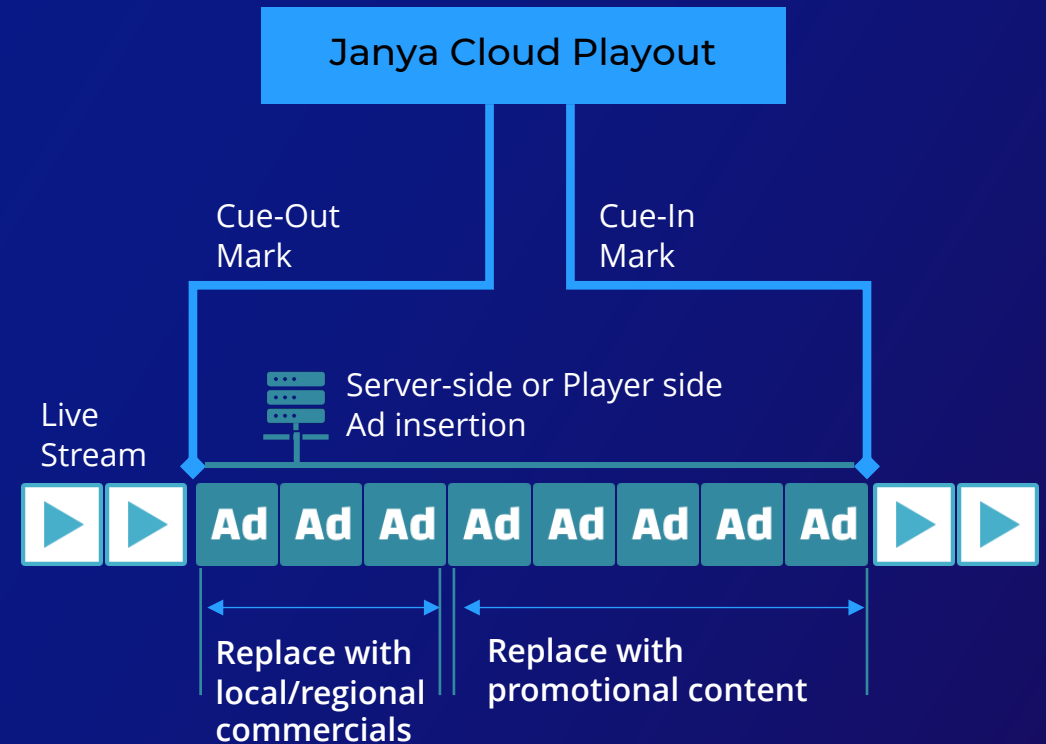 Janya Cloud Playout
Cue-Out
Mark
Cue-In
Mark
Server-side or Player side
Ad insertion
Live
Stream
Ad Ad Ad Ad Ad Ad Ad Ad
Replace with
local/regional
commercials
Replace with
promotional content